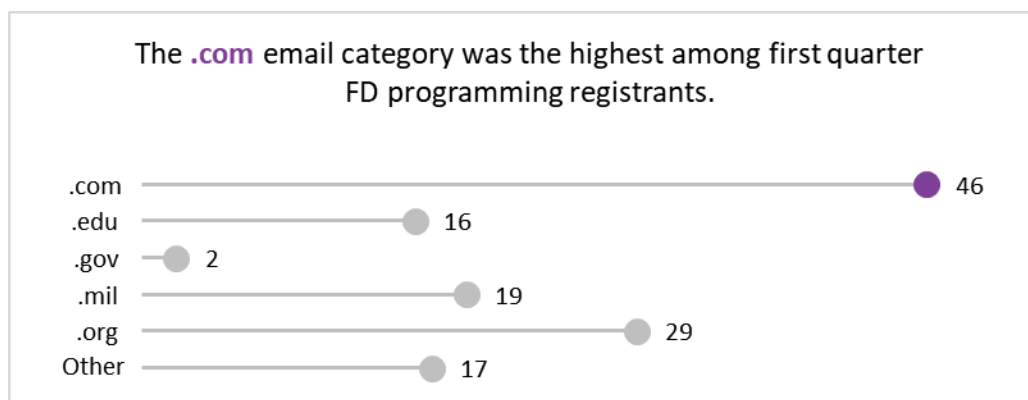 The .com email category was the highest among first quarter
FD programming registrants.
.com 46
.edu 16
.gov 2
.mil 19
.org 29
Other 17